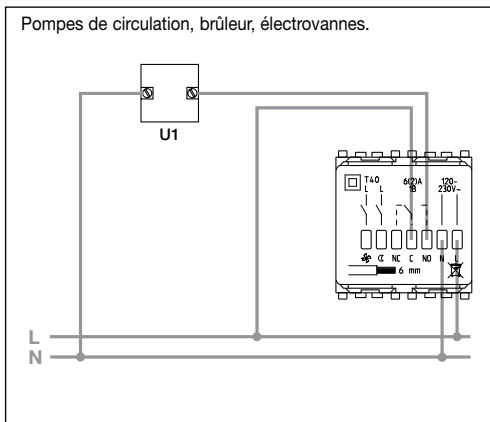 Pompes de circulation, brûleur, électrovannes.
U1
T40 6(2)A 120-
L L 1B 230V~
NC C NO N L
6 mm
L
N